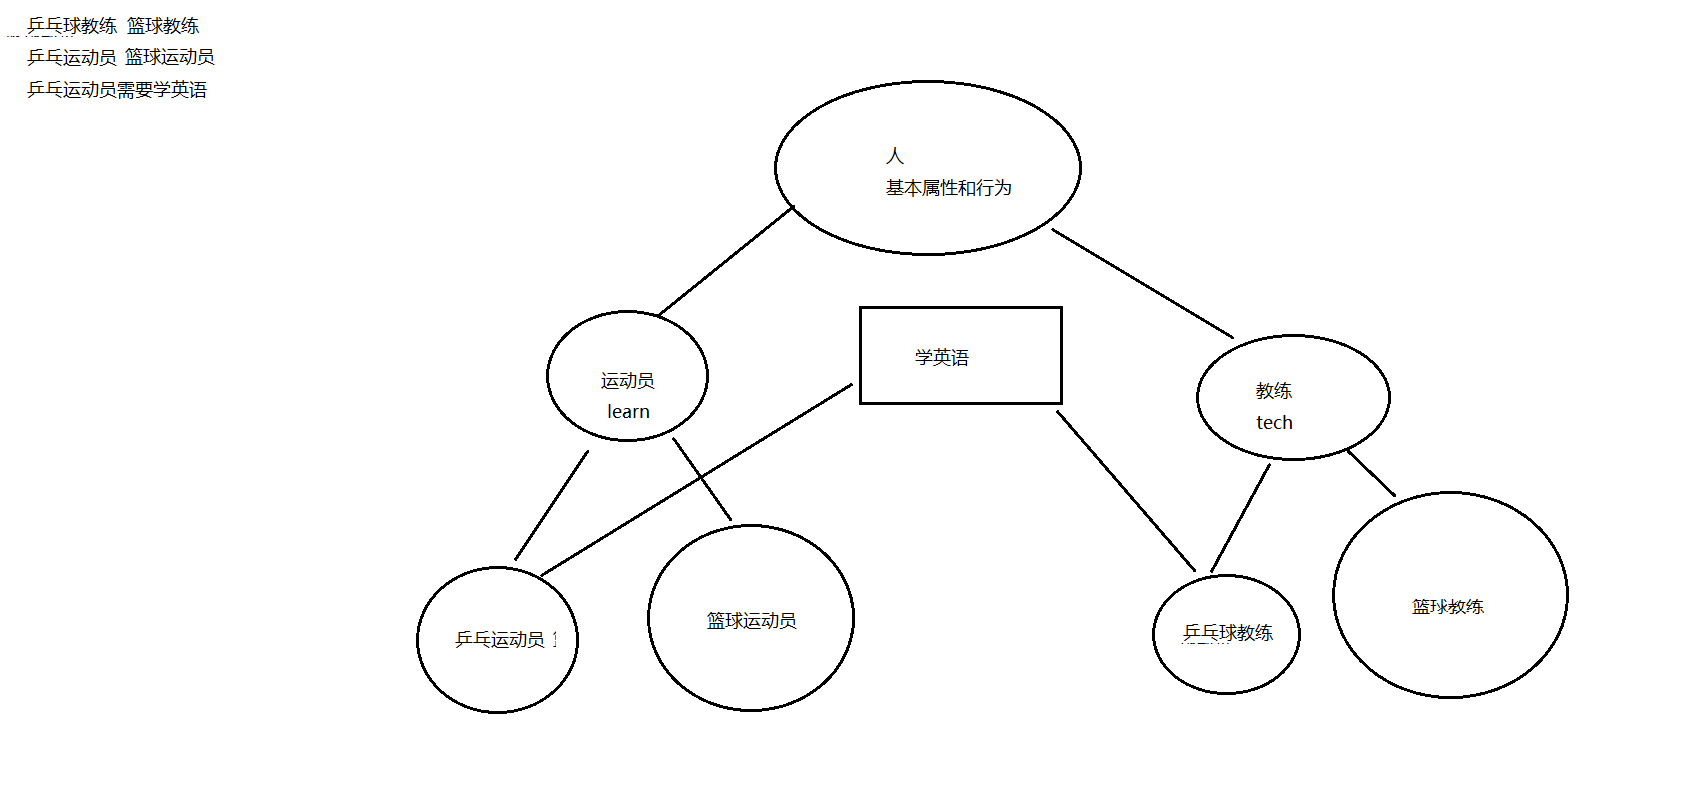 乒乓球教练 篮球教练
乒乓运动员 篮球运动员
乒乓运动员需要学英语
人
基本属性和行为
学英语
运动员
learn
教练
tech
乒乓运动员
篮球运动员
乒乓球教练
篮球教练